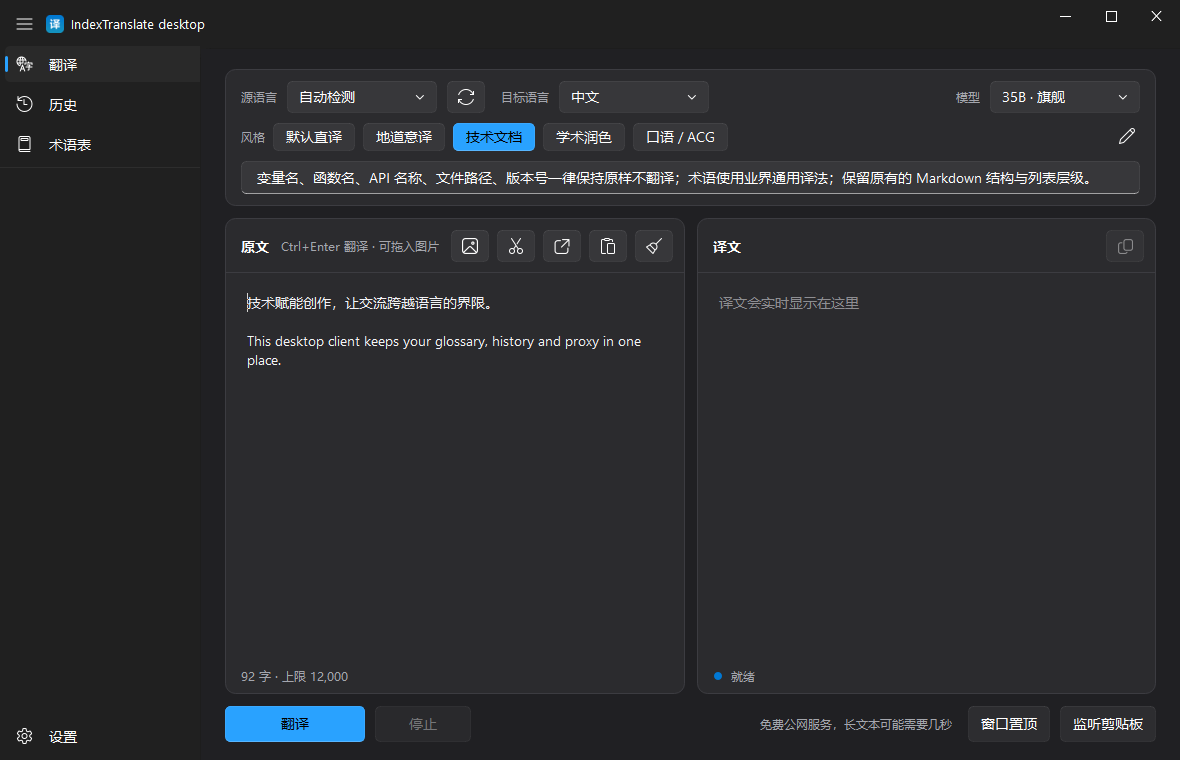 译 IndexTranslate desktop
翻译
历史
术语表
设置
源语言 自动检测 目标语言 中文 模型 35B · 旗舰
风格 默认直译 地道意译 技术文档 学术润色 口语 / ACG
变量名、函数名、API 名称、文件路径、版本号一律保持原样不翻译；术语使用业界通用译法；保留原有的 Markdown 结构与列表层级。
原文 Ctrl+Enter 翻译 · 可拖入图片
技术赋能创作，让交流跨越语言的界限。
This desktop client keeps your glossary, history and proxy in one
place.
92 字 · 上限 12,000
译文
译文会实时显示在这里
就绪
翻译 停止 免费公网服务，长文本可能需要几秒 窗口置顶 监听剪贴板